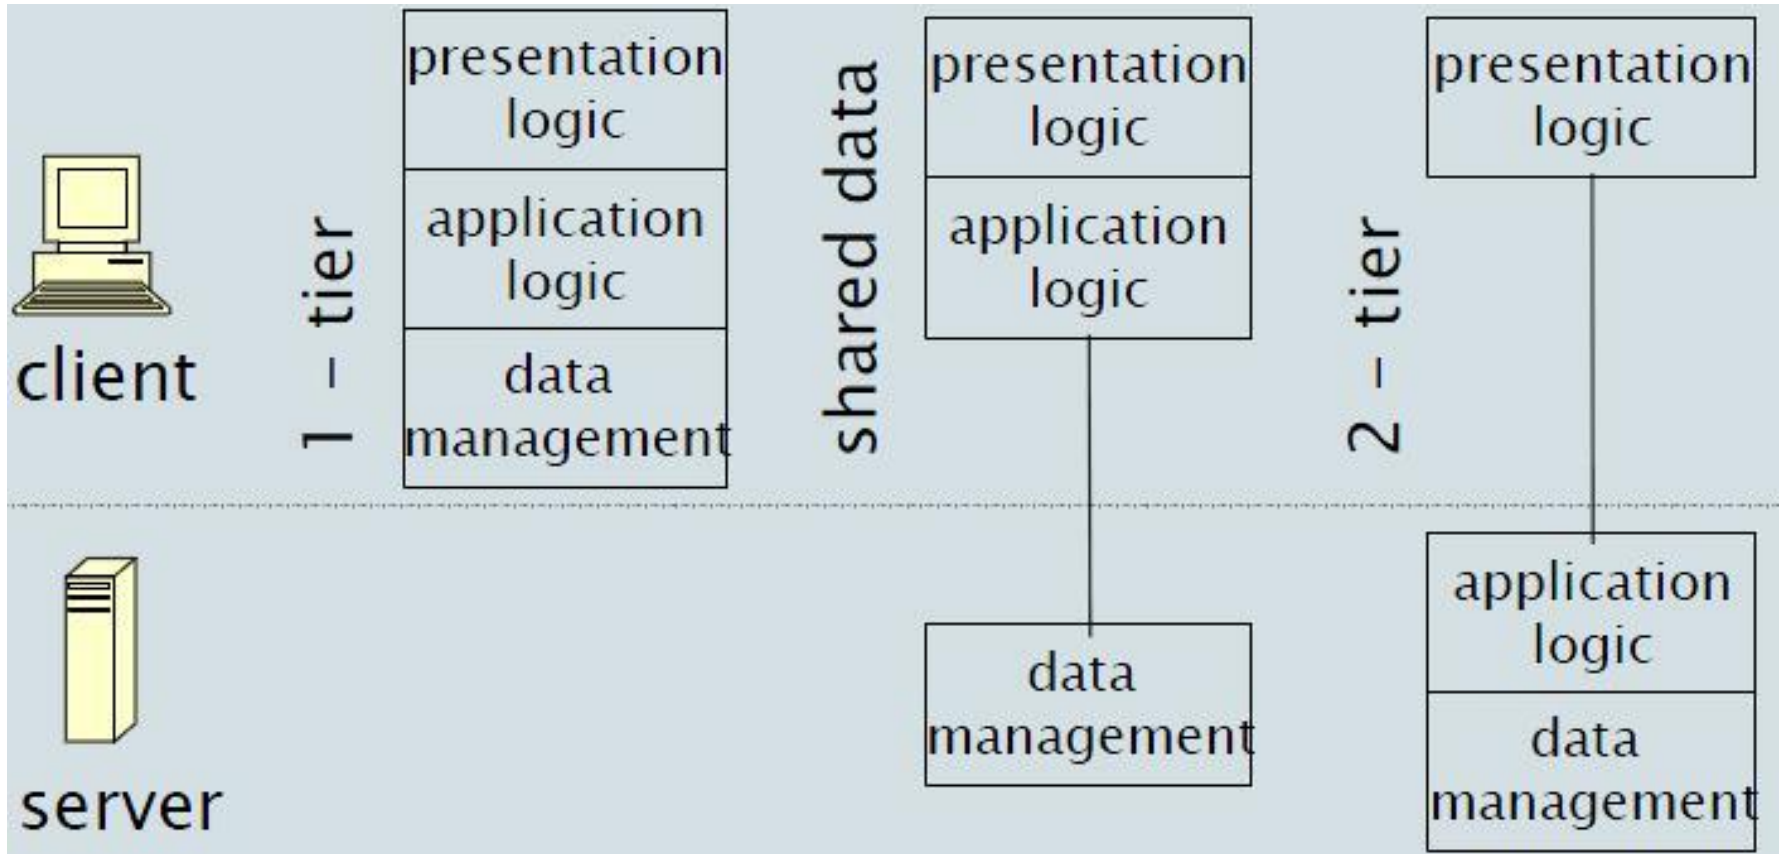 client
1 - tier
presentation
logic
application
logic
data
management
shared data
presentation
logic
application
logic
data
management
2 - tier
presentation
logic
application
logic
data
management
server